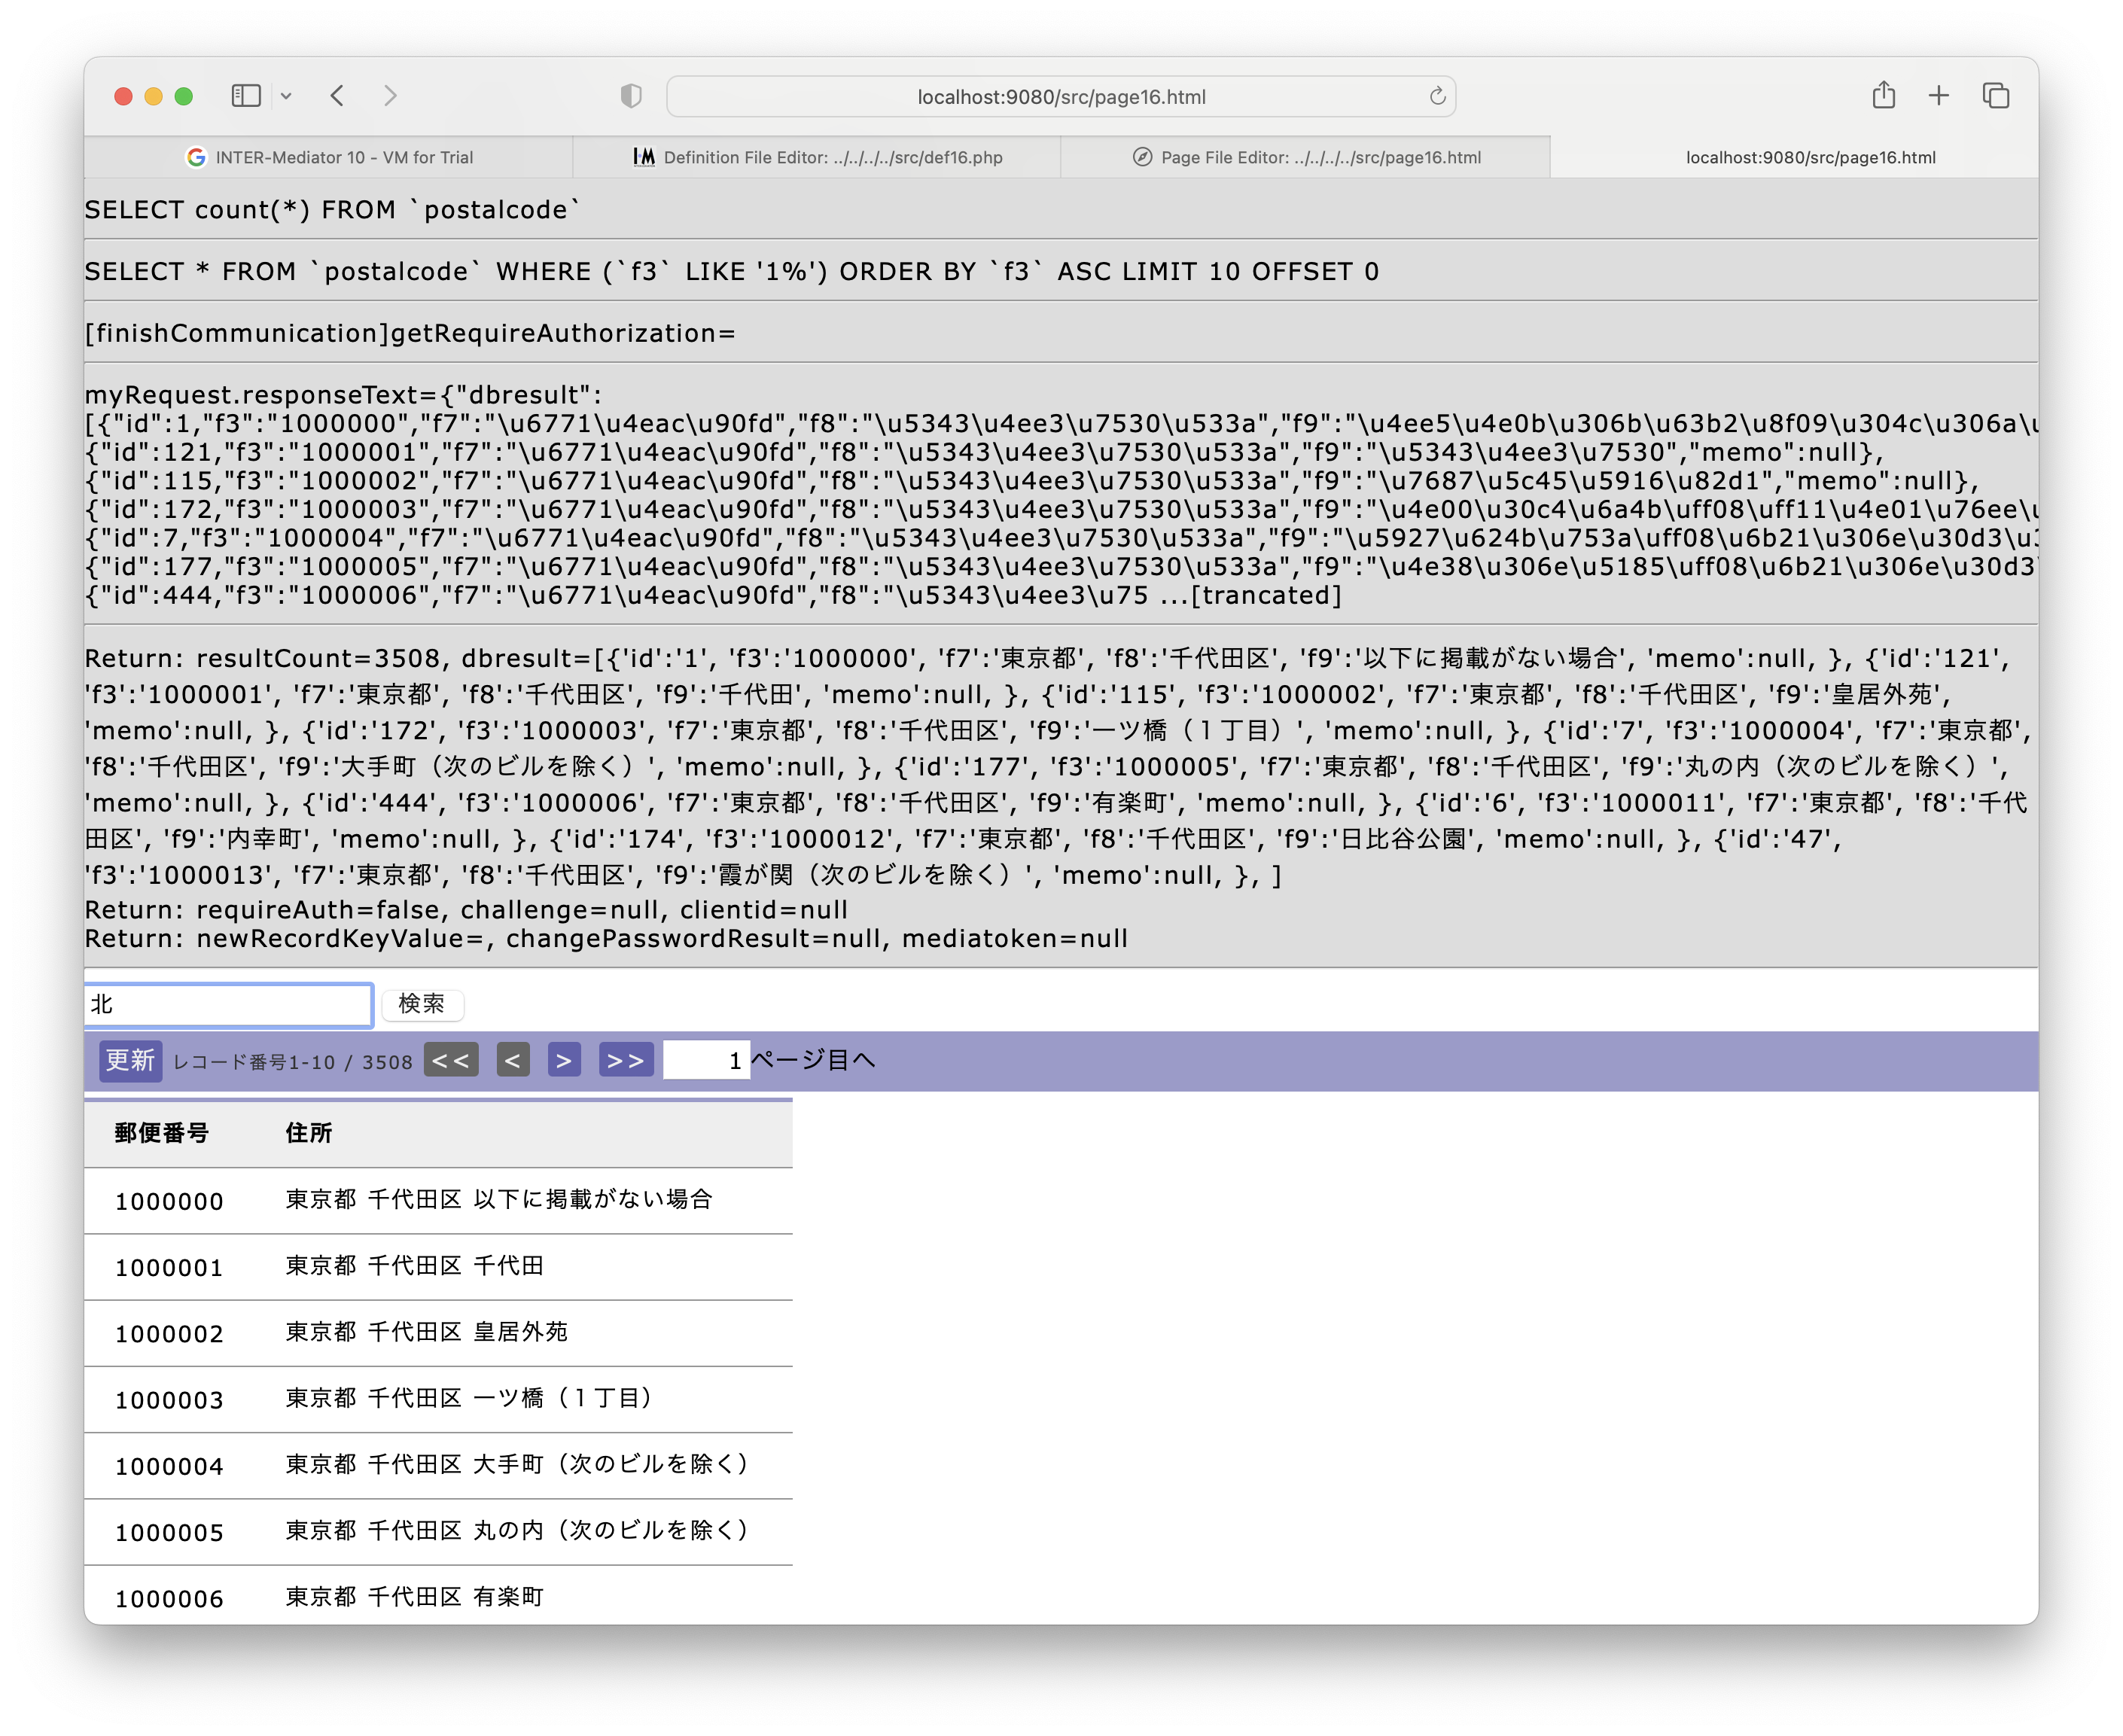 localhost:9080/src/page16.html
INTER-Mediator 10 - VM for Trial
Definition File Editor: ../../../../src/def16.php
Page File Editor: ../../../../src/page16.html
localhost:9080/src/page16.html
SELECT count(*) FROM `postalcode`
SELECT * FROM `postalcode` WHERE (`f3` LIKE '1%') ORDER BY `f3` ASC LIMIT 10 OFFSET 0
[finishCommunication]getRequireAuthorization=
myRequest.responseText={"dbresult":
[{"id":1,"f3":"1000000","f7":"\u6771\u4eac\u90fd","f8":"\u5343\u4ee3\u7530\u533a","f9":"\u4ee5\u4e0b\u306b\u63b2\u8f09\u304c\u306a\u
{"id":121,"f3":"1000001","f7":"\u6771\u4eac\u90fd","f8":"\u5343\u4ee3\u7530\u533a","f9":"\u5343\u4ee3\u7530","memo":null},
{"id":115,"f3":"1000002","f7":"\u6771\u4eac\u90fd","f8":"\u5343\u4ee3\u7530\u533a","f9":"\u7687\u5c45\u5916\u82d1","memo":null},
{"id":172,"f3":"1000003","f7":"\u6771\u4eac\u90fd","f8":"\u5343\u4ee3\u7530\u533a","f9":"\u4e00\u30c4\u6a4b\uff08\uff11\u4e01\u76ee\u
{"id":7,"f3":"1000004","f7":"\u6771\u4eac\u90fd","f8":"\u5343\u4ee3\u7530\u533a","f9":"\u5927\u624b\u753a\uff08\u6b21\u306e\u30d3\u3
{"id":177,"f3":"1000005","f7":"\u6771\u4eac\u90fd","f8":"\u5343\u4ee3\u7530\u533a","f9":"\u4e38\u306e\u5185\uff08\u6b21\u306e\u30d3\
{"id":444,"f3":"1000006","f7":"\u6771\u4eac\u90fd","f8":"\u5343\u4ee3\u75 ...[trancated]
Return: resultCount=3508, dbresult=[{'id':'1', 'f3':'1000000', 'f7':'東京都', 'f8':'千代田区', 'f9':'以下に掲載がない場合', 'memo':null, }, {'id':'121',
'f3':'1000001', 'f7':'東京都', 'f8':'千代田区', 'f9':'千代田', 'memo':null, }, {'id':'115', 'f3':'1000002', 'f7':'東京都', 'f8':'千代田区', 'f9':'皇居外苑',
'memo':null, }, {'id':'172', 'f3':'1000003', 'f7':'東京都', 'f8':'千代田区', 'f9':'一ツ橋（１丁目）', 'memo':null, }, {'id':'7', 'f3':'1000004', 'f7':'東京都',
'f8':'千代田区', 'f9':'大手町（次のビルを除く）', 'memo':null, }, {'id':'177', 'f3':'1000005', 'f7':'東京都', 'f8':'千代田区', 'f9':'丸の内（次のビルを除く）',
'memo':null, }, {'id':'444', 'f3':'1000006', 'f7':'東京都', 'f8':'千代田区', 'f9':'有楽町', 'memo':null, }, {'id':'6', 'f3':'1000011', 'f7':'東京都', 'f8':'千代
田区', 'f9':'内幸町', 'memo':null, }, {'id':'174', 'f3':'1000012', 'f7':'東京都', 'f8':'千代田区', 'f9':'日比谷公園', 'memo':null, }, {'id':'47',
'f3':'1000013', 'f7':'東京都', 'f8':'千代田区', 'f9':'霞が関（次のビルを除く）', 'memo':null, }, ]
Return: requireAuth=false, challenge=null, clientid=null
Return: newRecordKeyValue=, changePasswordResult=null, mediatoken=null
北 検索
更新 レコード番号1-10 / 3508 << < > >> 1 ページ目へ
郵便番号 住所
1000000 東京都 千代田区 以下に掲載がない場合
1000001 東京都 千代田区 千代田
1000002 東京都 千代田区 皇居外苑
1000003 東京都 千代田区 一ツ橋（１丁目）
1000004 東京都 千代田区 大手町（次のビルを除く）
1000005 東京都 千代田区 丸の内（次のビルを除く）
1000006 東京都 千代田区 有楽町